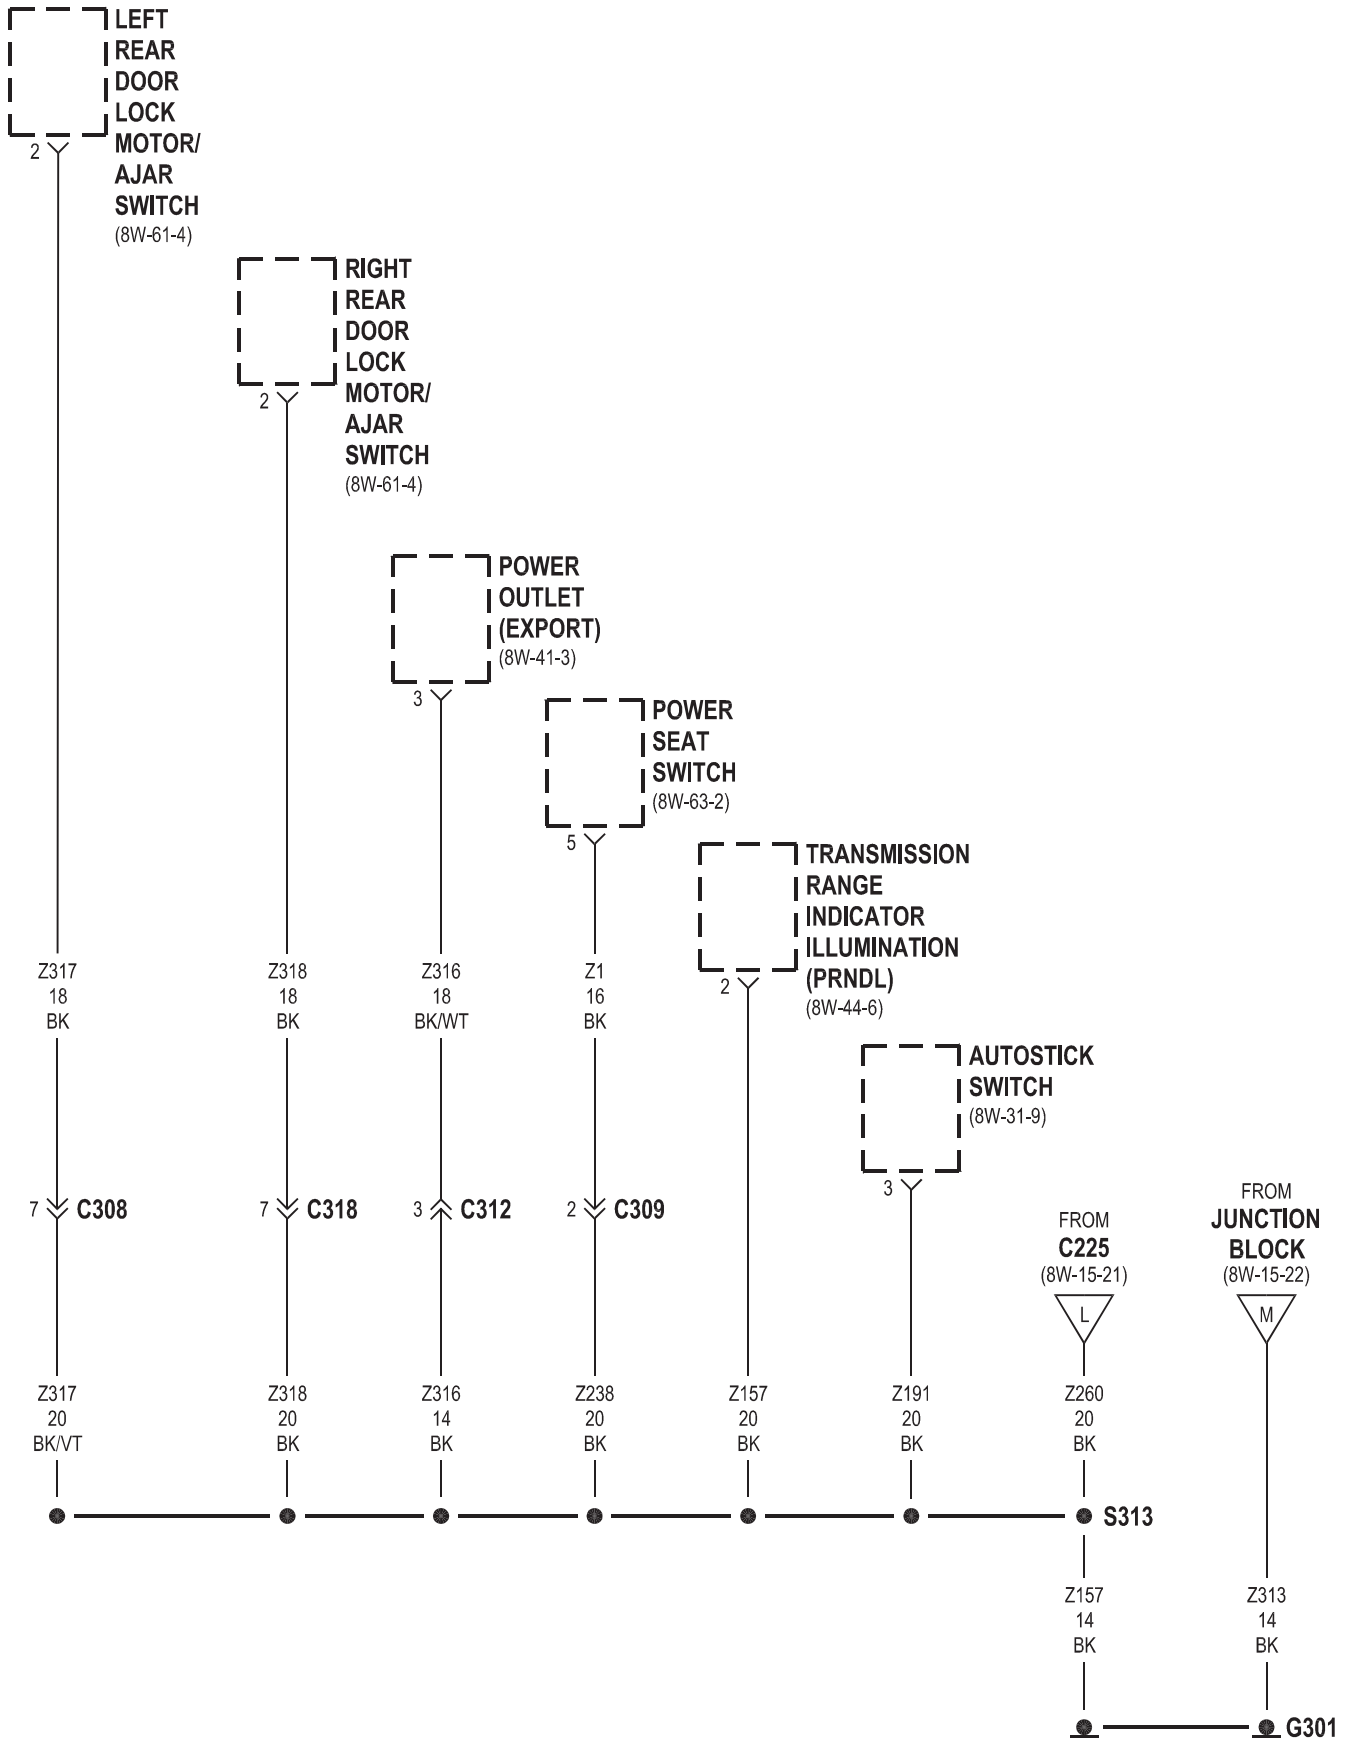 LEFT
REAR
DOOR
LOCK
MOTOR/
AJAR
SWITCH
(8W-61-4)
2
RIGHT
REAR
DOOR
LOCK
MOTOR/
AJAR
SWITCH
(8W-61-4)
2
POWER
OUTLET
(EXPORT)
(8W-41-3)
3
POWER
SEAT
SWITCH
(8W-63-2)
5
TRANSMISSION
RANGE
INDICATOR
ILLUMINATION
(PRNDL)
(8W-44-6)
2
AUTOSTICK
SWITCH
(8W-31-9)
3
Z317
18
BK
Z318
18
BK
Z316
18
BK/WT
Z1
16
BK
7 C308
7 C318
3 C312
2 C309
FROM
C225
(8W-15-21)
L
FROM
JUNCTION
BLOCK
(8W-15-22)
M
Z317
20
BK/VT
Z318
20
BK
Z316
14
BK
Z238
20
BK
Z157
20
BK
Z191
20
BK
Z260
20
BK
S313
Z157
14
BK
Z313
14
BK
G301